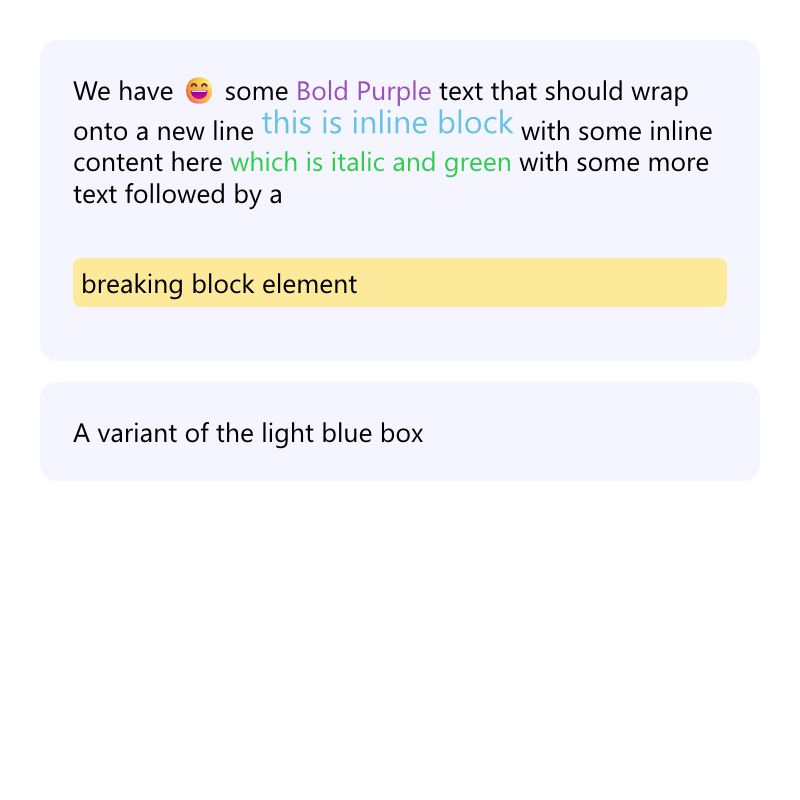 We have 😄 some Bold Purple text that should wrap
onto a new line this is inline block with some inline
content here which is italic and green with some more
text followed by a
breaking block element
A variant of the light blue box